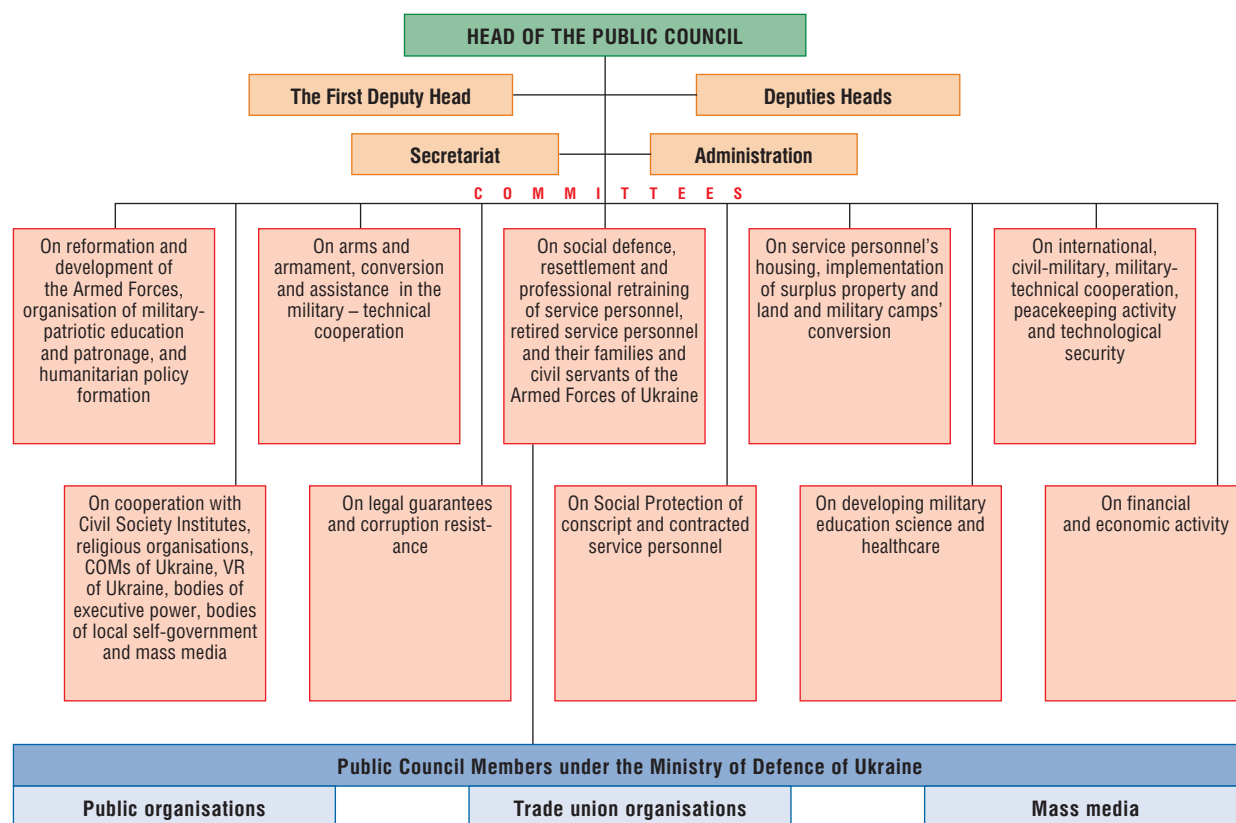 HEAD OF THE PUBLIC COUNCIL
The First Deputy Head
Deputies Heads
Secretariat
Administration
COMMITTEES
On reformation and
development of
the Armed Forces,
organisation of military-
patriotic education
and patronage, and
humanitarian policy
formation
On arms and
armament, conversion
and assistance in the
military – technical
cooperation
On social defence,
resettlement and
professional retraining
of service personnel,
retired service personnel
and their families and
civil servants of the
Armed Forces of Ukraine
On service personnel’s
housing, implementation
of surplus property and
land and military camps’
conversion
On international,
civil-military, military-
technical cooperation,
peacekeeping activity
and technological
security
On cooperation with
Civil Society Institutes,
religious organisations,
COMs of Ukraine, VR
of Ukraine, bodies of
executive power, bodies
of local self-government
and mass media
On legal guarantees
and corruption resist-
ance
On Social Protection of
conscript and contracted
service personnel
On developing military
education science and
healthcare
On financial
and economic activity
Public Council Members under the Ministry of Defence of Ukraine
Public organisations
Trade union organisations
Mass media